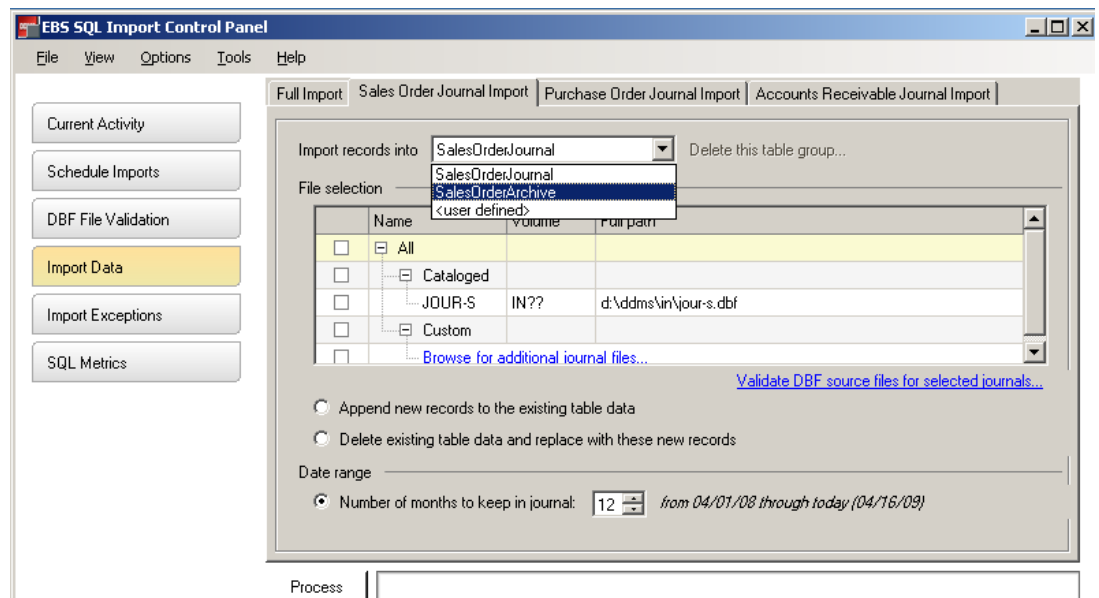 EBS SQL Import Control Panel
File View Options Tools Help
Full Import Sales Order Journal Import Purchase Order Journal Import Accounts Receivable Journal Import
Current Activity
Schedule Imports
DBF File Validation
Import Data
Import Exceptions
SQL Metrics
Import records into SalesOrderJournal Delete this table group...
SalesOrderJournal
SalesOrderArchive
<user defined>
File selection
Name Volume Full path
All
Cataloged
JOUR-S IN?? d:\ddms\in\jour-s.dbf
Custom
Browse for additional journal files...
Validate DBF source files for selected journals...
Append new records to the existing table data
Delete existing table data and replace with these new records
Date range
Number of months to keep in journal: 12 from 04/01/08 through today (04/16/09)
Process